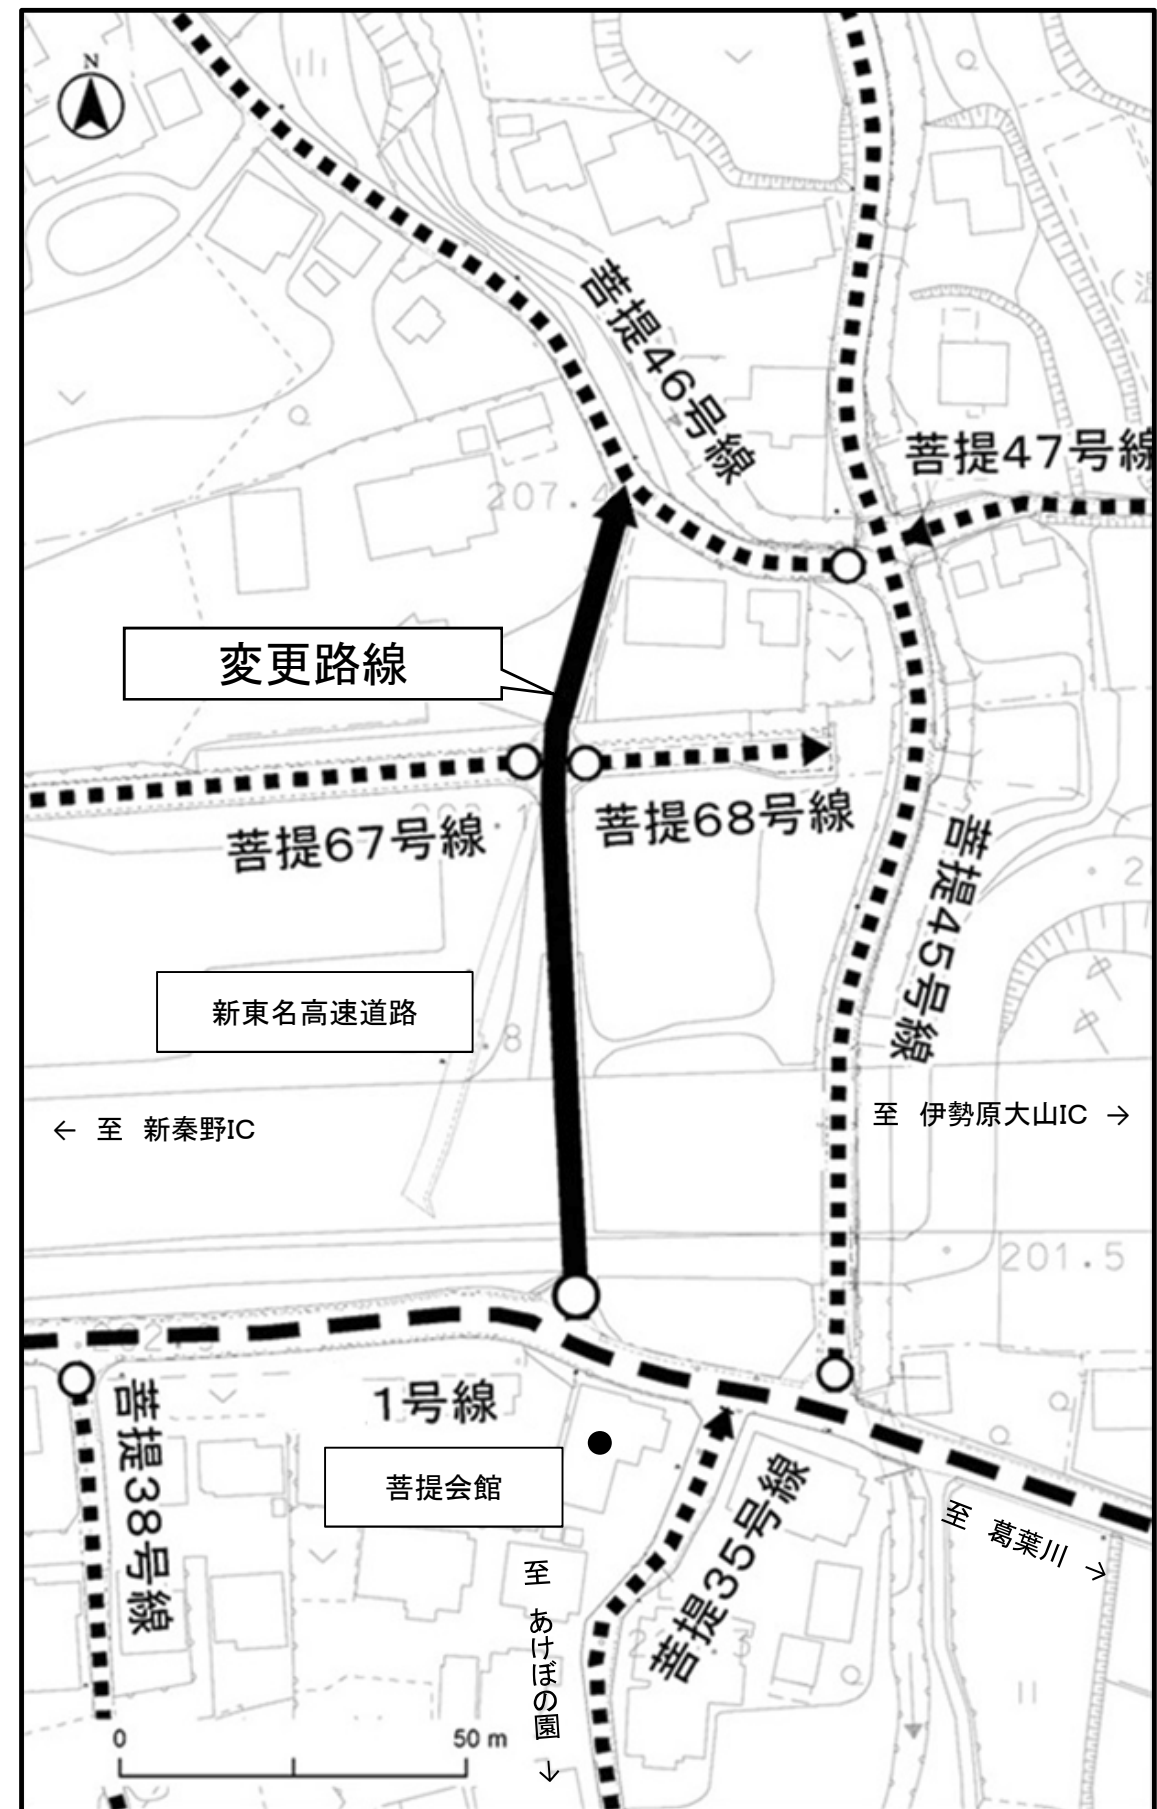 N
菩提46号線
菩提47号線
207.4
変更路線
菩提67号線
菩提68号線
菩提45号線
新東名高速道路
8
← 至 新秦野IC
至 伊勢原大山IC →
201.5
1号線
菩提38号線
菩提会館
菩提35号線
至 葛葉川 →
至 あけぼの園 →
0
50 m